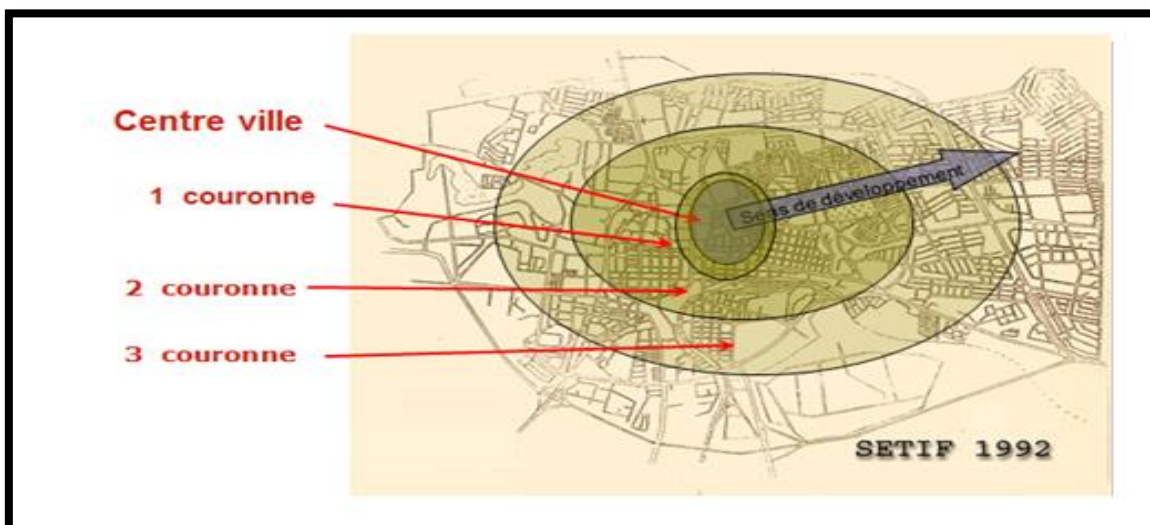 Centre ville
1 couronne
Sens de développement
2 couronne
3 couronne
SETIF 1992